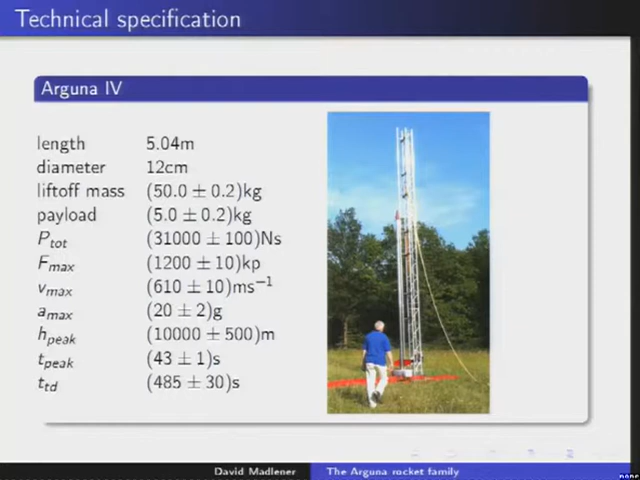 Technical specification
Arguna IV
length 5.04m
diameter 12cm
liftoff mass (50.0 ± 0.2)kg
payload (5.0 ± 0.2)kg
P_tot (31000 ± 100)Ns
F_max (1200 ± 10)kp
v_max (610 ± 10)ms⁻¹
a_max (20 ± 2)g
h_peak (10000 ± 500)m
t_peak (43 ± 1)s
t_td (485 ± 30)s
David Madlener The Arguna rocket family